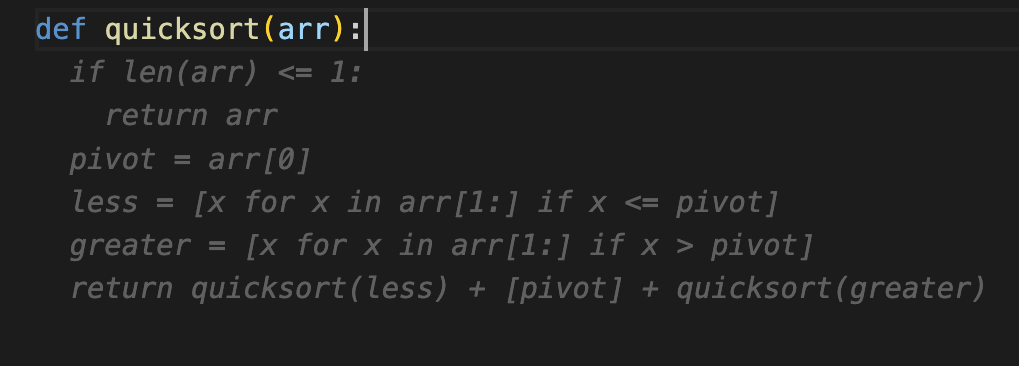 def quicksort(arr):
  if len(arr) <= 1:
    return arr
  pivot = arr[0]
  less = [x for x in arr[1:] if x <= pivot]
  greater = [x for x in arr[1:] if x > pivot]
  return quicksort(less) + [pivot] + quicksort(greater)